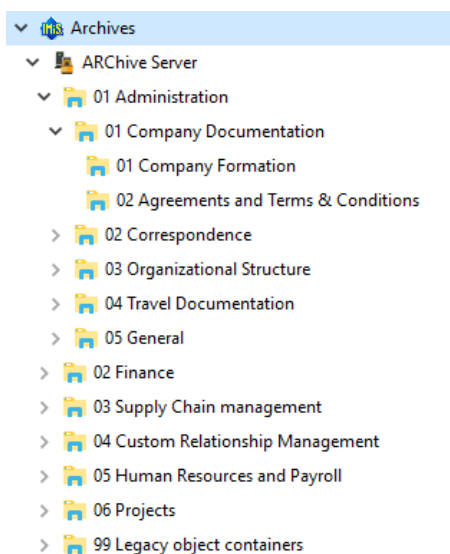 IMiS
Archives
ARChive Server
01 Administration
01 Company Documentation
01 Company Formation
02 Agreements and Terms & Conditions
02 Correspondence
03 Organizational Structure
04 Travel Documentation
05 General
02 Finance
03 Supply Chain management
04 Custom Relationship Management
05 Human Resources and Payroll
06 Projects
99 Legacy object containers